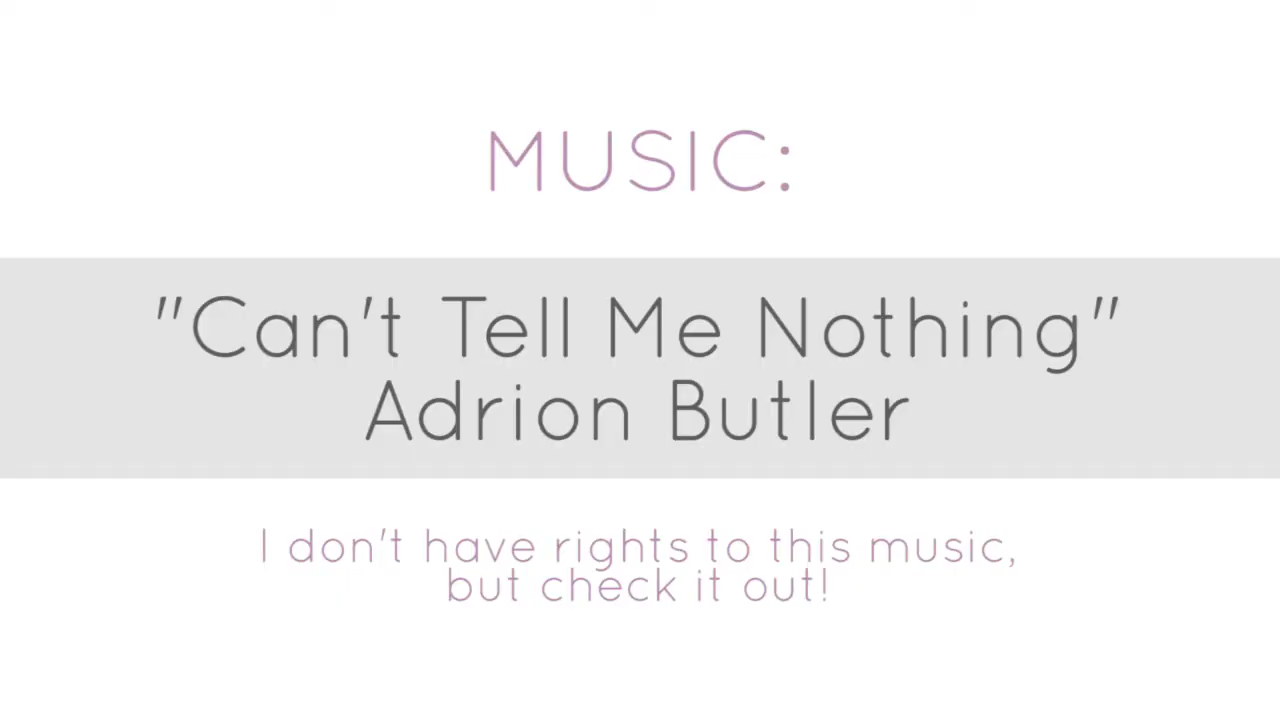 MUSIC:
"Can't Tell Me Nothing"
Adrion Butler
I don't have rights to this music,
but check it out!